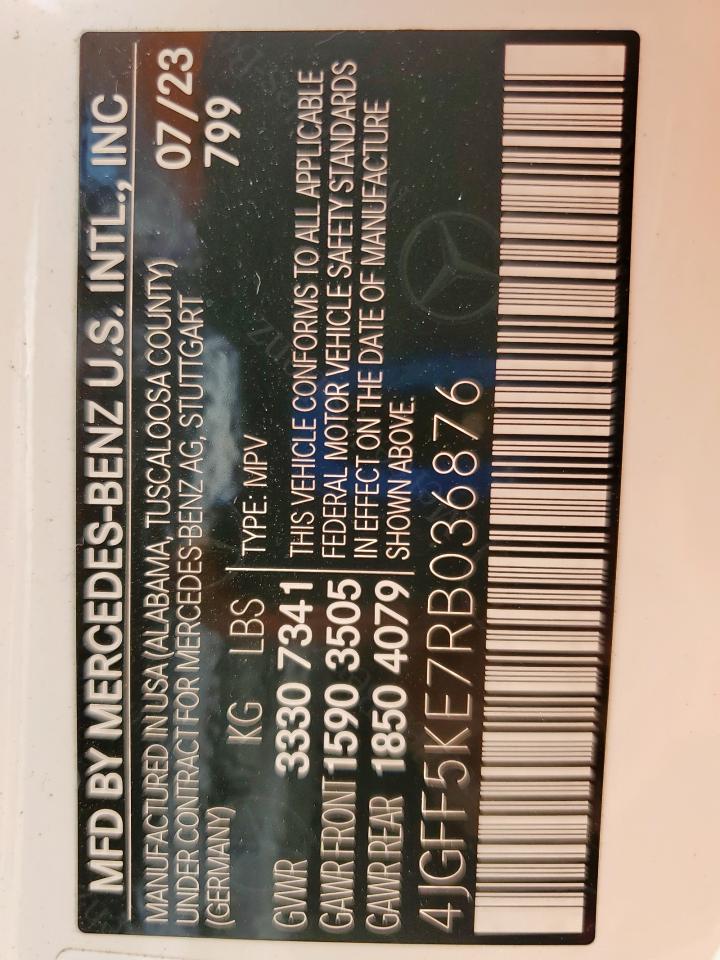 MFD BY MERCEDES-BENZ U.S. INTL., INC
MANUFACTURED IN USA (ALABAMA, TUSCALOOSA COUNTY)
UNDER CONTRACT FOR MERCEDES-BENZ AG, STUTTGART
(GERMANY)
07/23
799
KG LBS
GVWR 3330 7341
GAWR FRONT 1590 3505
GAWR REAR 1850 4079
TYPE: MPV
THIS VEHICLE CONFORMS TO ALL APPLICABLE
FEDERAL MOTOR VEHICLE SAFETY STANDARDS
IN EFFECT ON THE DATE OF MANUFACTURE
SHOWN ABOVE.
4JGFF5KE7RB036876